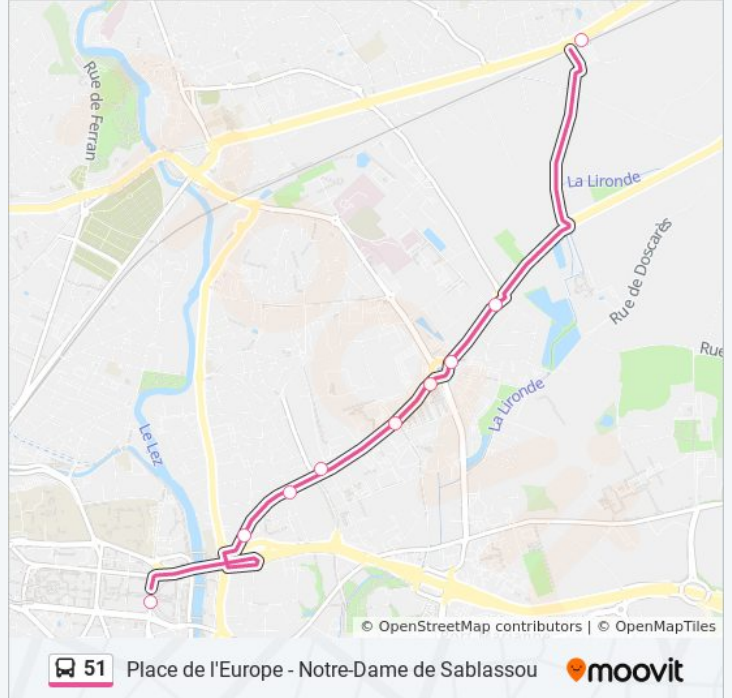 Rue de Ferran
La Lironde
Rue de Doscarès
Rue
La Lironde
Le Lez
© OpenStreetMap contributors | © OpenMapTiles
51 Place de l'Europe - Notre-Dame de Sablassou
moovit